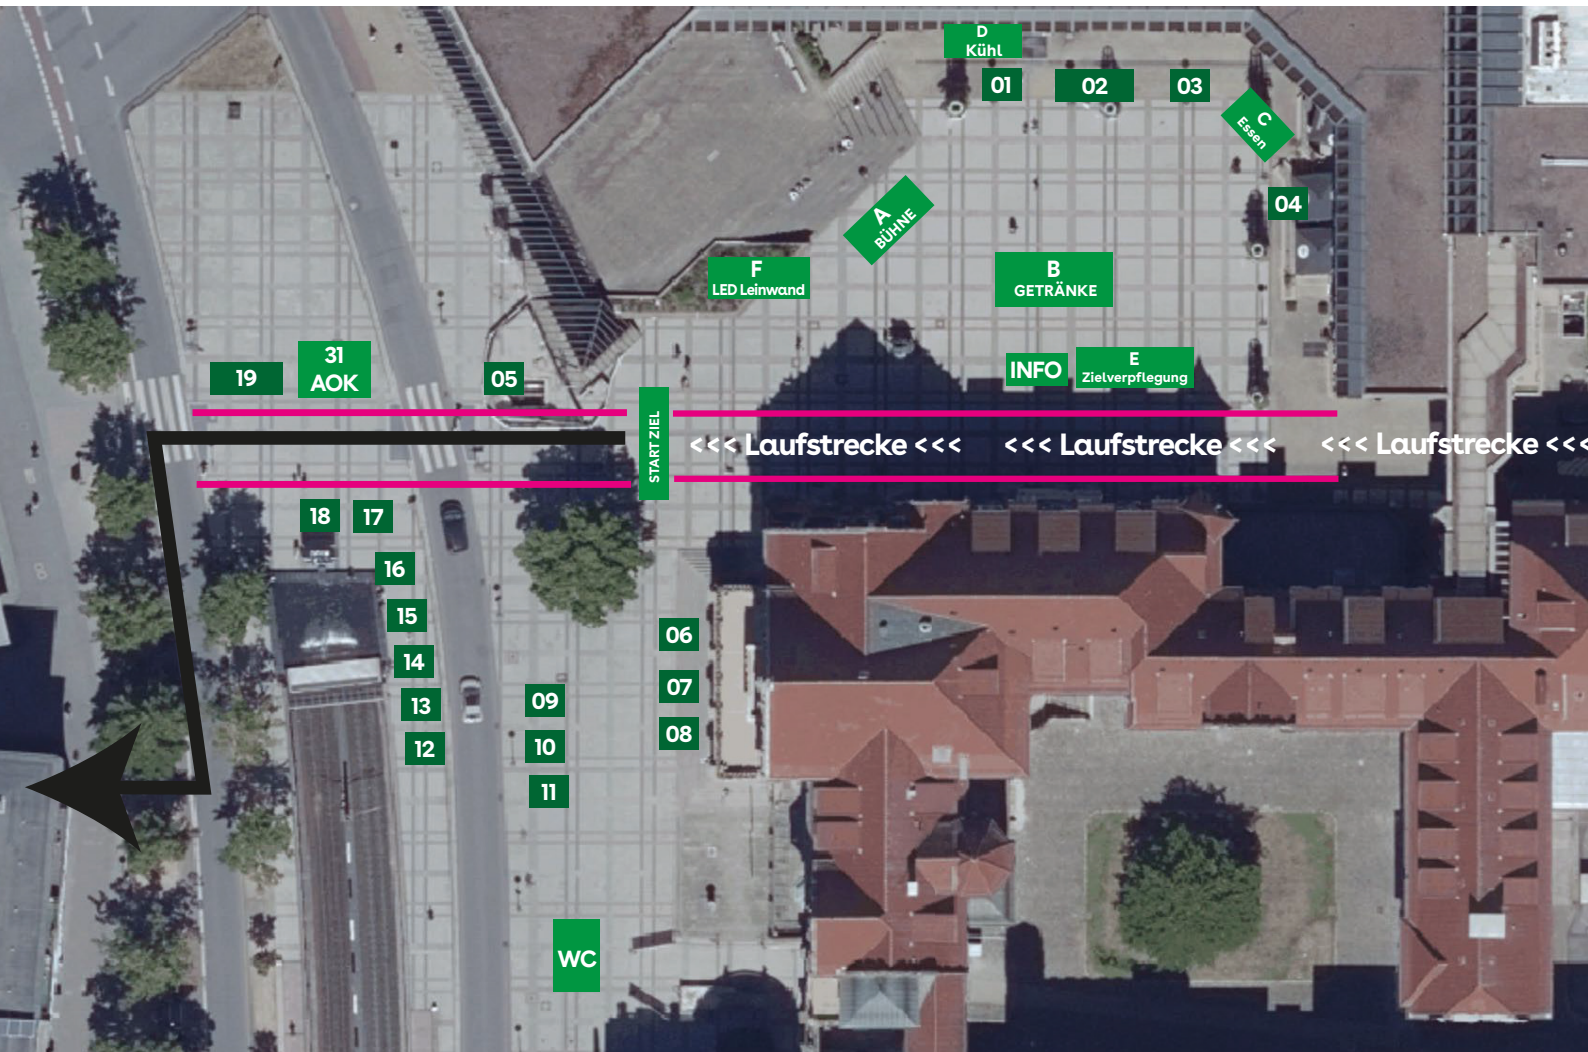 D
Kühl
01
02
03
C
Essen
04
A
BÜHNE
F
LED Leinwand
B
GETRÄNKE
31
AOK
19
05
INFO
E
Zielverpflegung
START ZIEL
<<< Laufstrecke <<<
<<< Laufstrecke <<<
<<< Laufstrecke <<<
18
17
16
15
14
13
12
06
07
08
09
10
11
WC